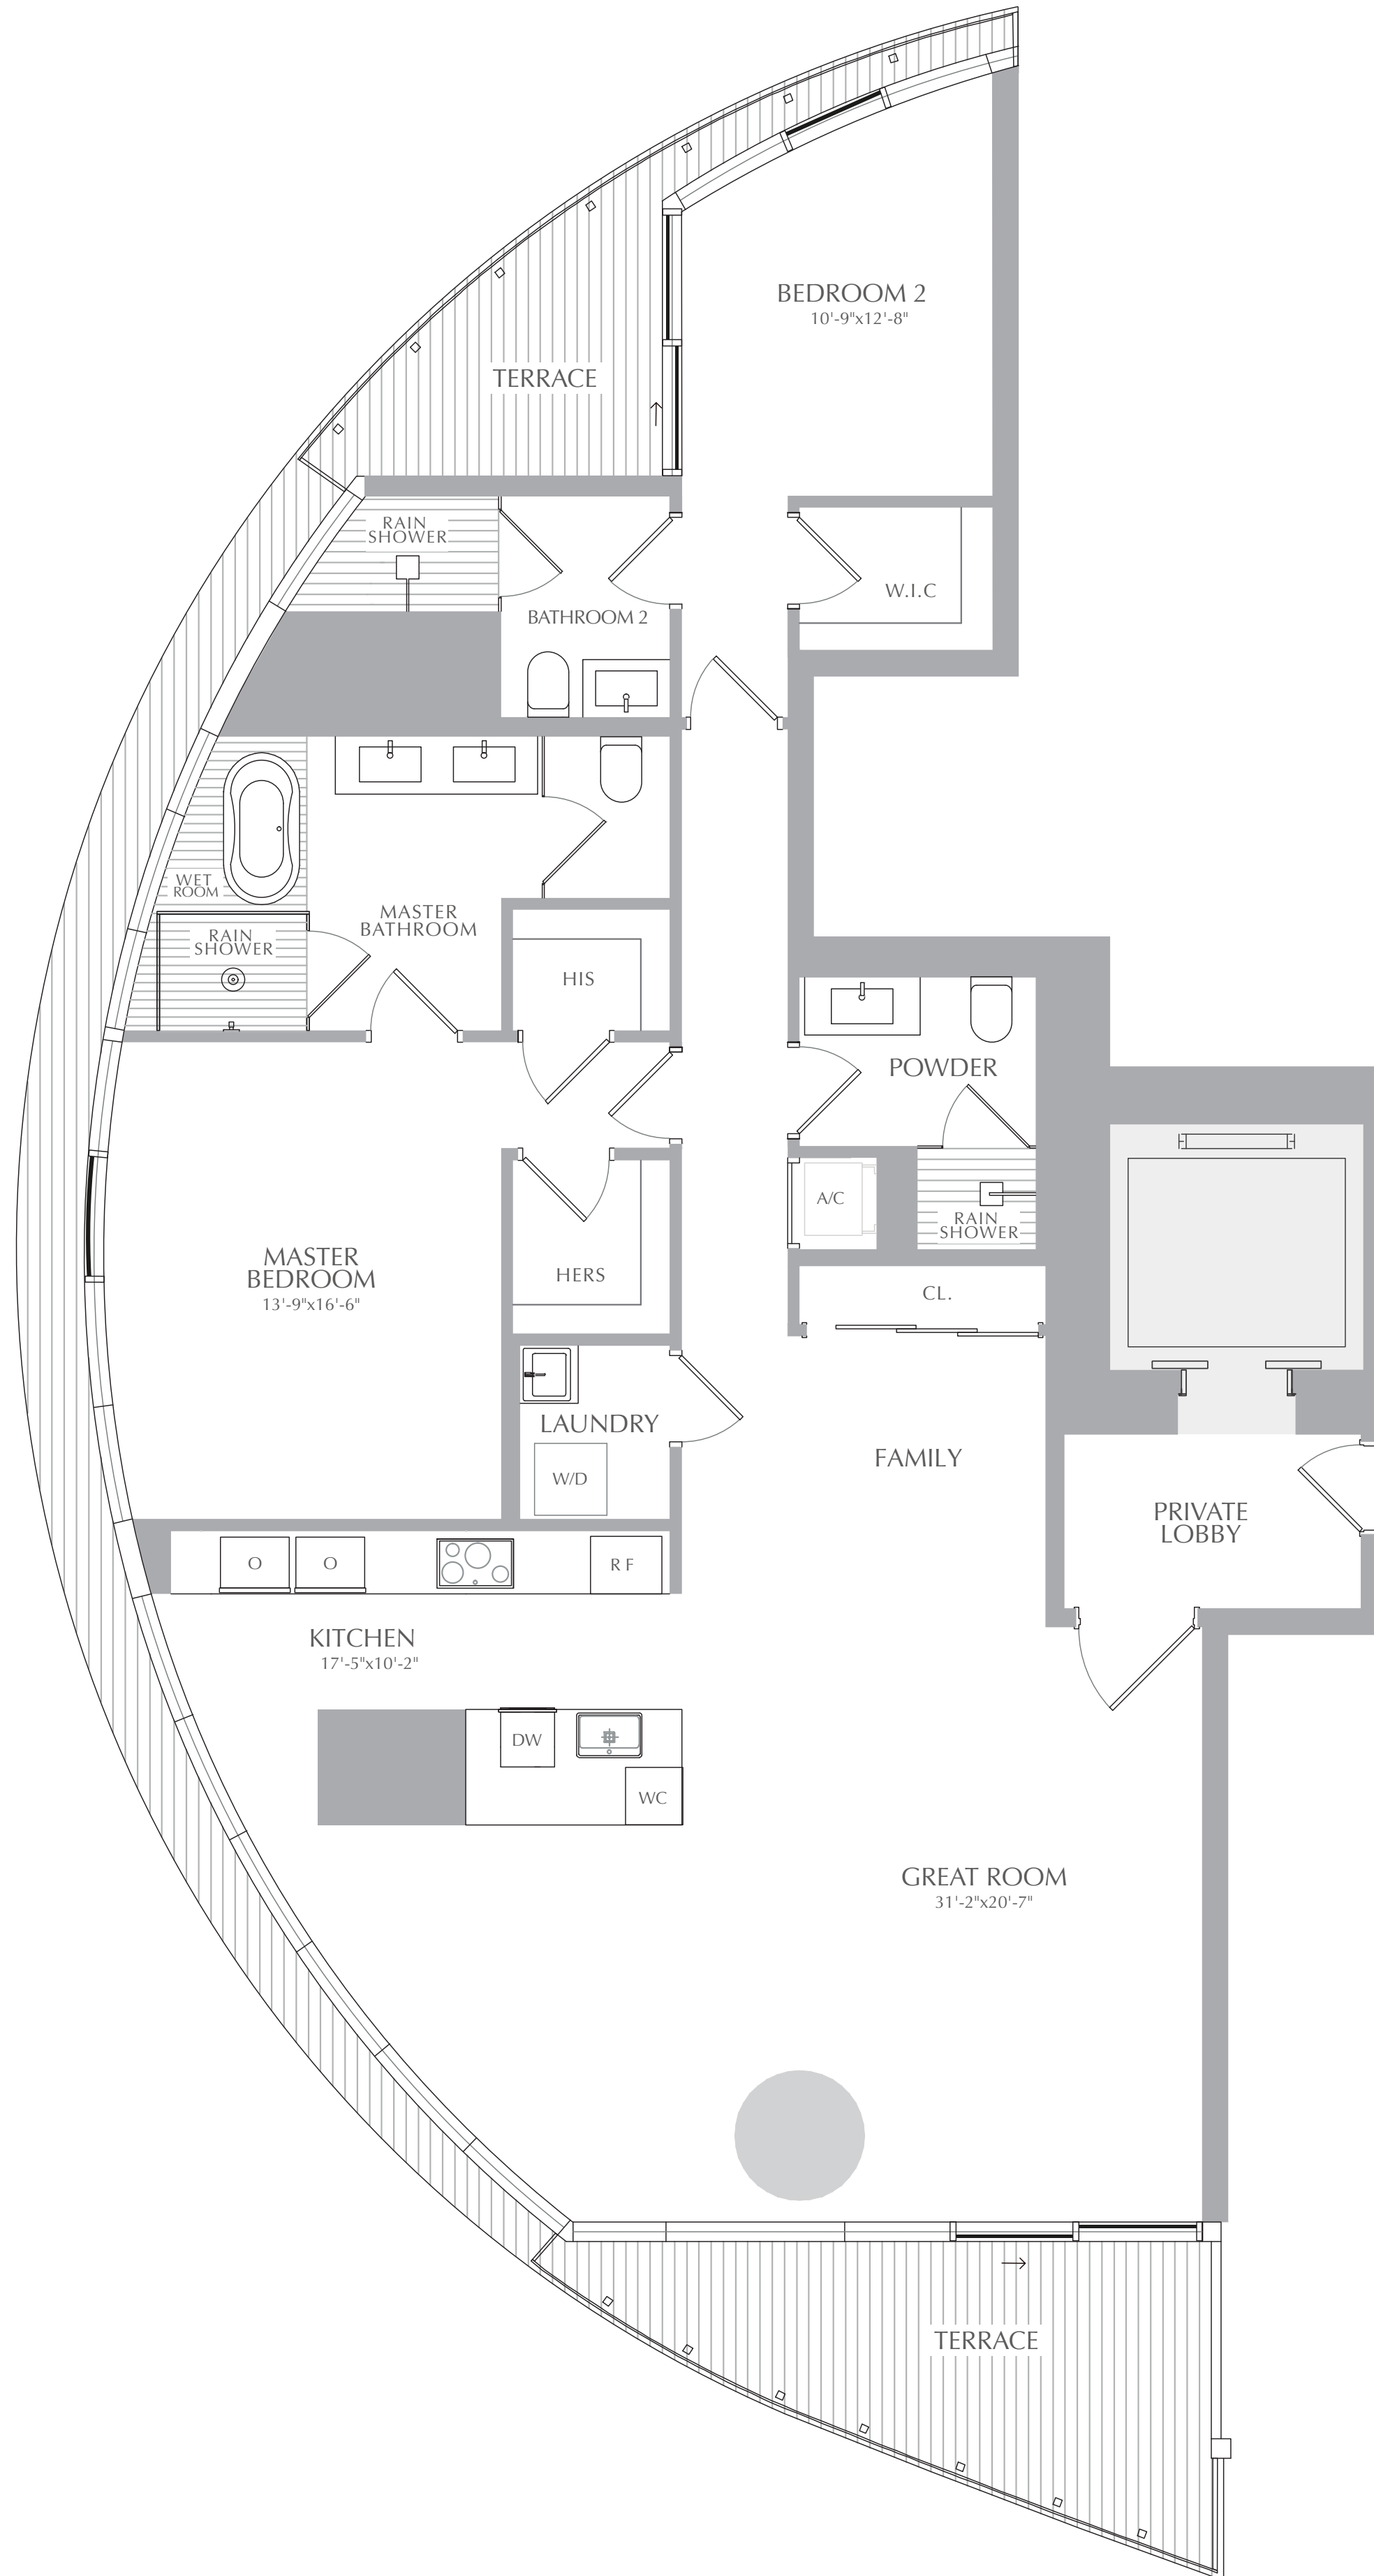 BEDROOM 2
10'-9"x12'-8"
TERRACE
RAIN
SHOWER
W.I.C
BATHROOM 2
WET
ROOM
MASTER
BATHROOM
RAIN
SHOWER
HIS
POWDER
A/C
RAIN
SHOWER
MASTER
BEDROOM
13'-9"x16'-6"
HERS
CL.
LAUNDRY
W/D
FAMILY
PRIVATE
LOBBY
O
O
RF
KITCHEN
17'-5"x10'-2"
DW
WC
GREAT ROOM
31'-2"x20'-7"
TERRACE